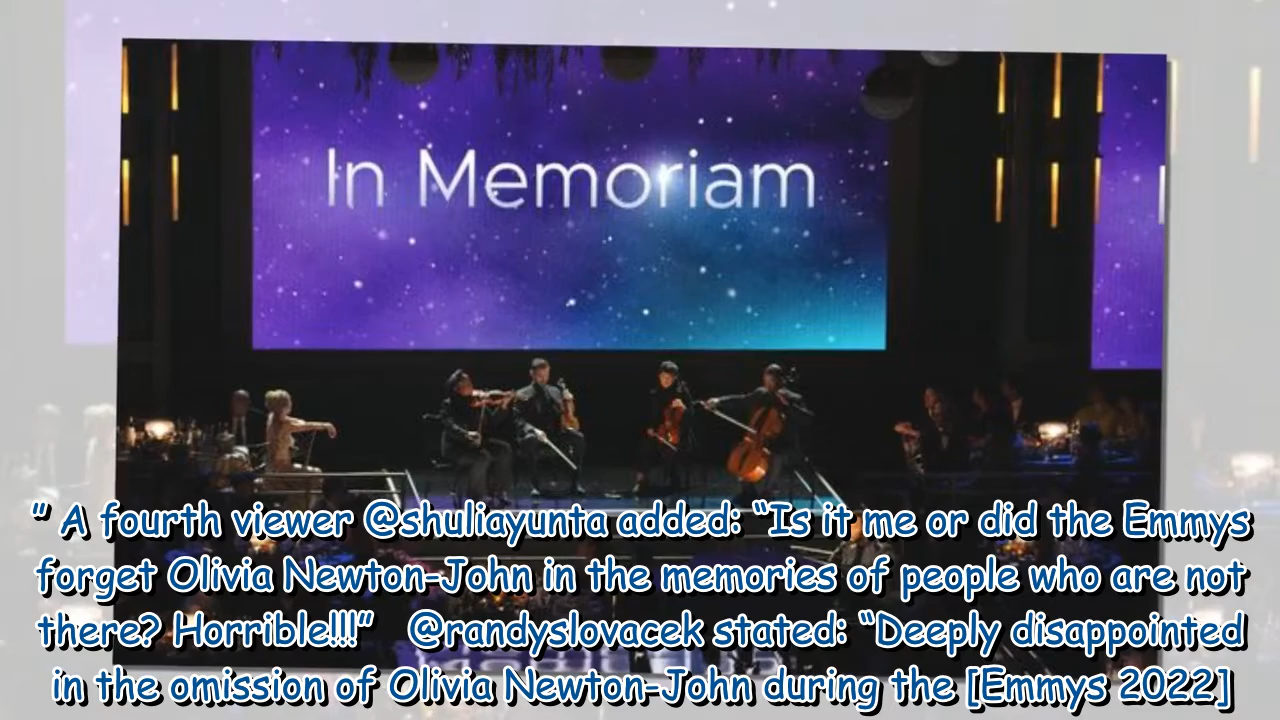 In Memoriam
” A fourth viewer @shuliayunta added: “Is it me or did the Emmys
forget Olivia Newton-John in the memories of people who are not
there? Horrible!!!” @randyslovacek stated: “Deeply disappointed
in the omission of Olivia Newton-John during the [Emmys 2022]